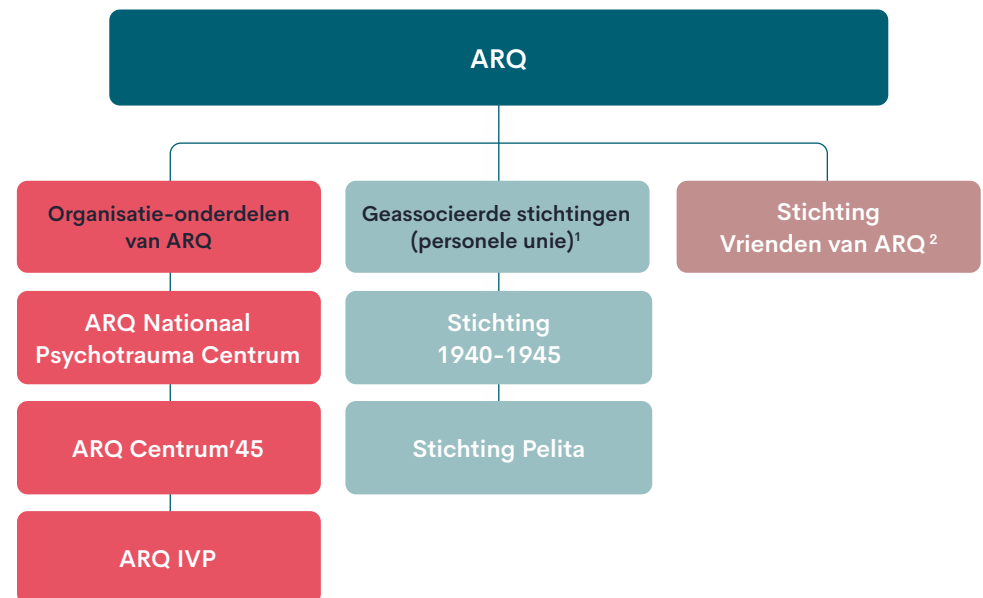 ARQ
Organisatie-onderdelen
van ARQ
ARQ Nationaal
Psychotrauma Centrum
ARQ Centrum’45
ARQ IVP
Geassocieerde stichtingen
(personele unie)¹
Stichting
1940-1945
Stichting Pelita
Stichting
Vrienden van ARQ ²